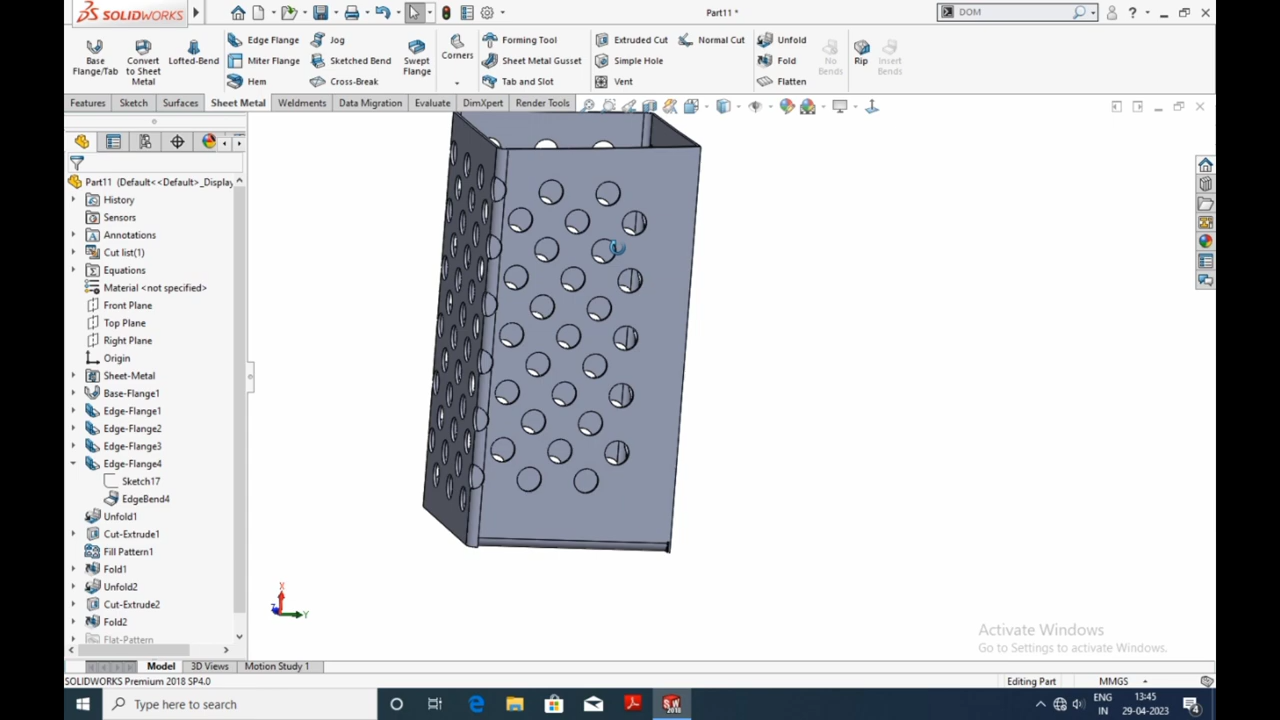 SOLIDWORKS
Part11 *
DOM
?
Base Flange/Tab
Convert to Sheet Metal
Lofted-Bend
Edge Flange
Miter Flange
Hem
Jog
Sketched Bend
Cross-Break
Swept Flange
Corners
Forming Tool
Sheet Metal Gusset
Tab and Slot
Extruded Cut
Simple Hole
Vent
Normal Cut
Unfold
Fold
Flatten
No Bends
Rip
Insert Bends
Features
Sketch
Surfaces
Sheet Metal
Weldments
Data Migration
Evaluate
DimXpert
Render Tools
Part11 (Default<<Default>_Display
History
Sensors
Annotations
Cut list(1)
Equations
Material <not specified>
Front Plane
Top Plane
Right Plane
Origin
Sheet-Metal
Base-Flange1
Edge-Flange1
Edge-Flange2
Edge-Flange3
Edge-Flange4
Sketch17
EdgeBend4
Unfold1
Cut-Extrude1
Fill Pattern1
Fold1
Unfold2
Cut-Extrude2
Fold2
Flat-Pattern
X
Y
Z
Activate Windows
Go to Settings to activate Windows.
Model
3D Views
Motion Study 1
SOLIDWORKS Premium 2018 SP4.0
Editing Part
MMGS
Type here to search
ENG
IN
13:45
29-04-2023
4